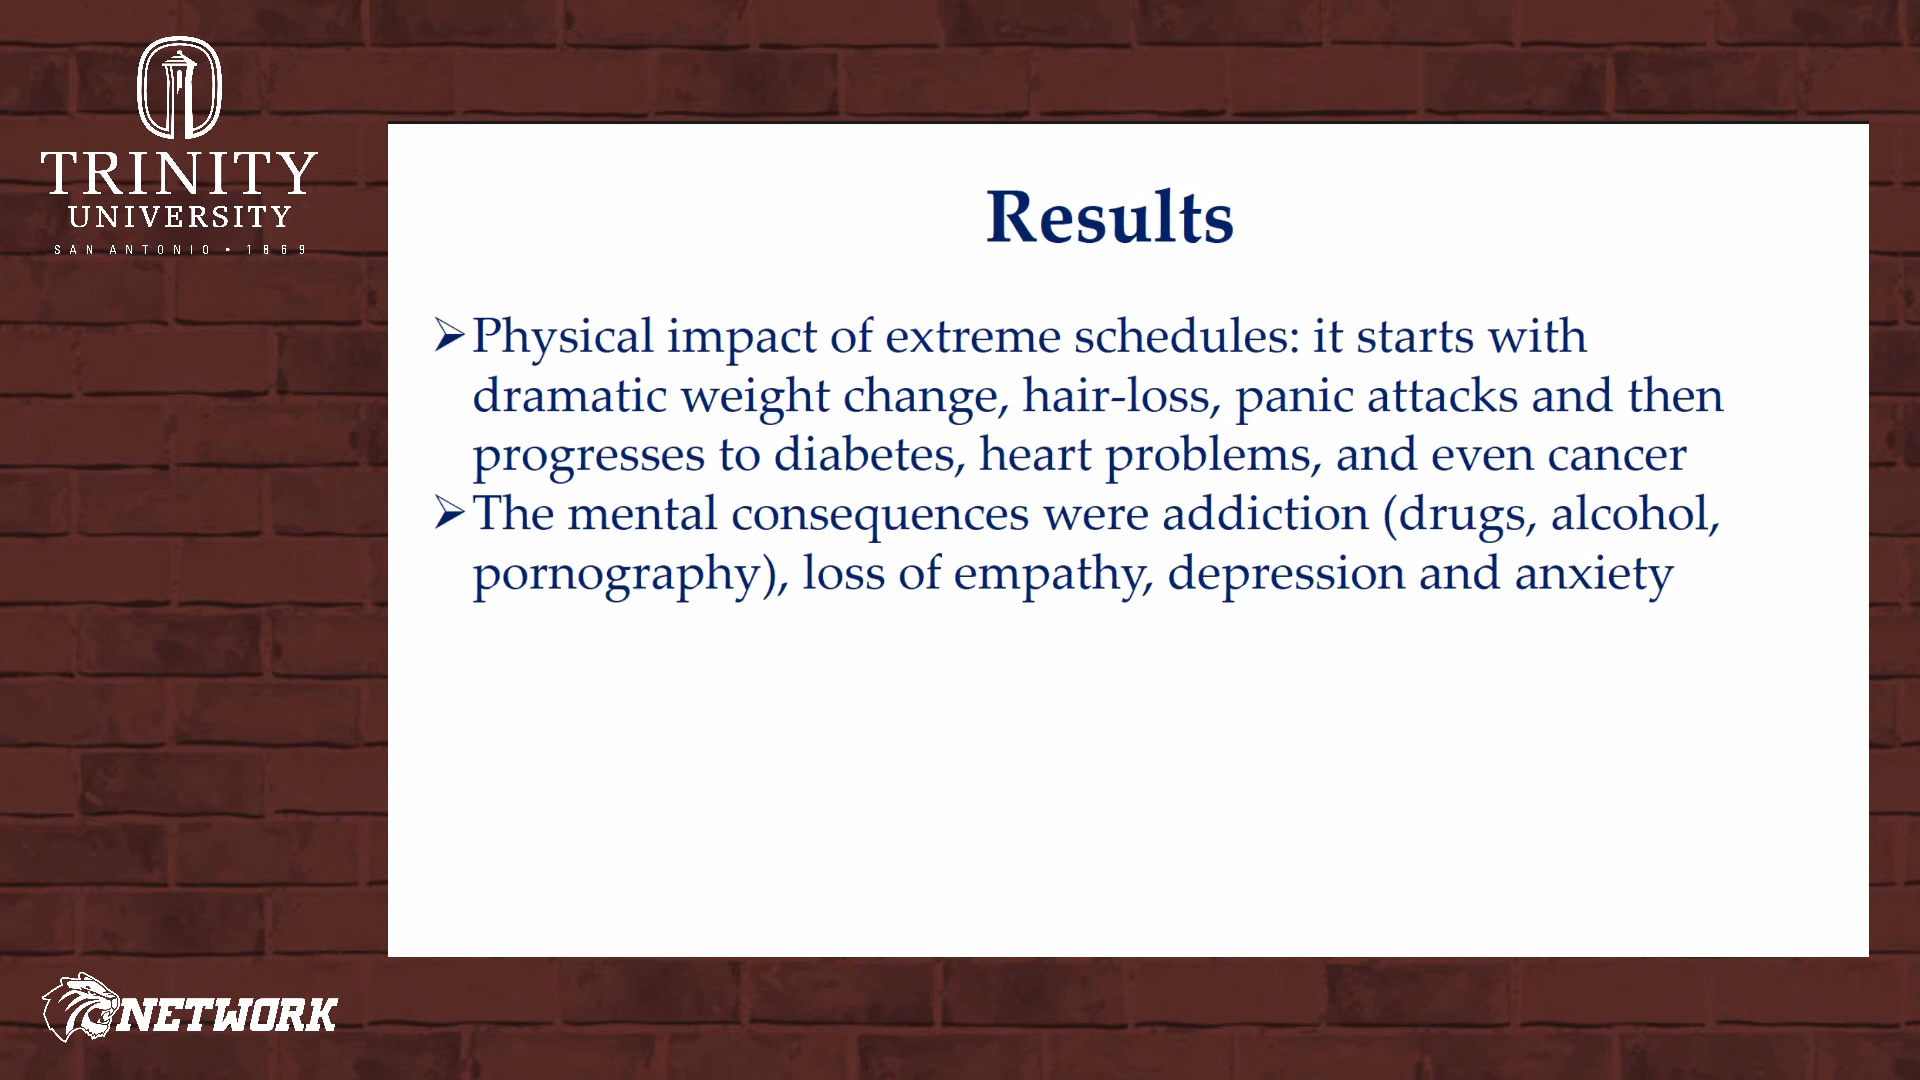 TRINITY
UNIVERSITY
SAN ANTONIO • 1869
Results
➢Physical impact of extreme schedules: it starts with
dramatic weight change, hair-loss, panic attacks and then
progresses to diabetes, heart problems, and even cancer
➢The mental consequences were addiction (drugs, alcohol,
pornography), loss of empathy, depression and anxiety
NETWORK